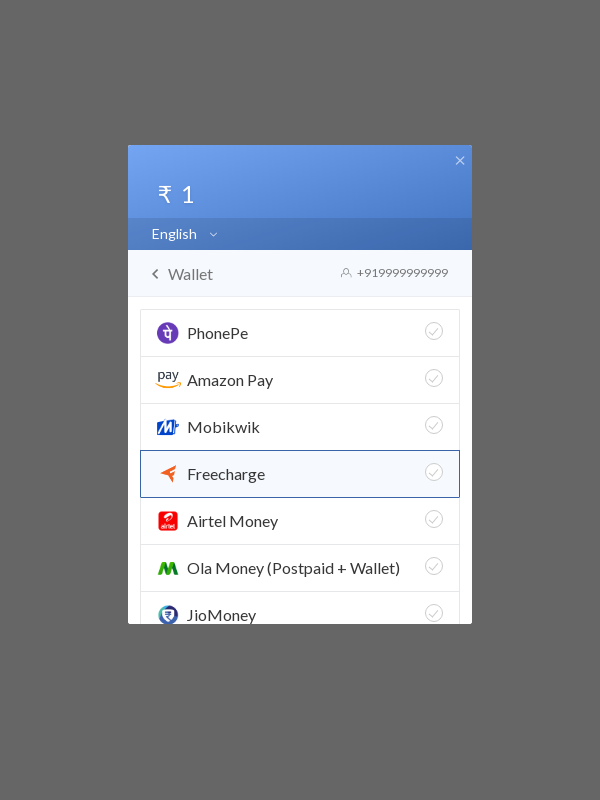 ₹ 1
English
Wallet
+919999999999
पे PhonePe
pay Amazon Pay
Mobikwik
Freecharge
airtel Airtel Money
Ola Money (Postpaid + Wallet)
₹ JioMoney